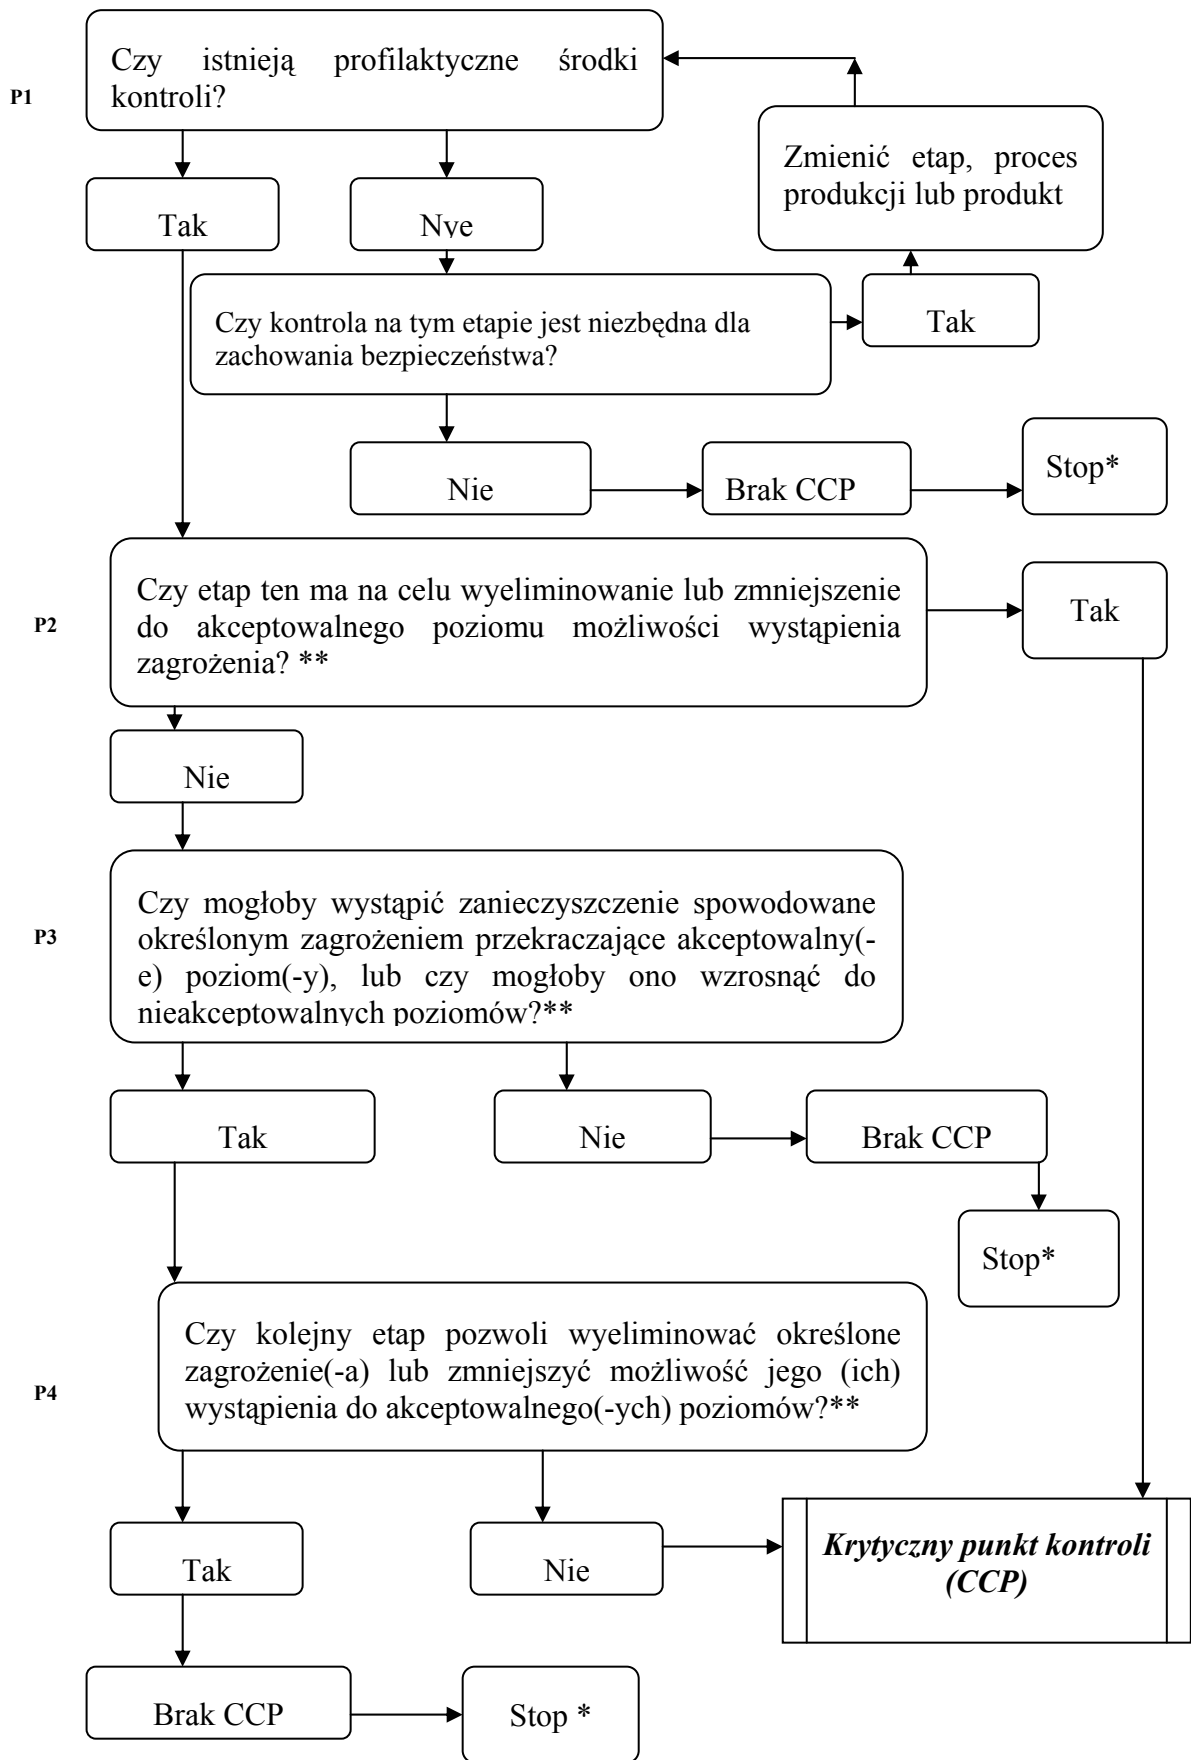 P1
Czy istnieją profilaktyczne środki
kontroli?
Zmienić etap, proces
produkcji lub produkt
Tak
Nye
Czy kontrola na tym etapie jest niezbędna dla
zachowania bezpieczeństwa?
Tak
Nie
Brak CCP
Stop*
P2
Czy etap ten ma na celu wyeliminowanie lub zmniejszenie
do akceptowalnego poziomu możliwości wystąpienia
zagrożenia? **
Tak
Nie
P3
Czy mogłoby wystąpić zanieczyszczenie spowodowane
określonym zagrożeniem przekraczające akceptowalny(-
e) poziom(-y), lub czy mogłoby ono wzrosnąć do
nieakceptowalnych poziomów?**
Tak
Nie
Brak CCP
Stop*
P4
Czy kolejny etap pozwoli wyeliminować określone
zagrożenie(-a) lub zmniejszyć możliwość jego (ich)
wystąpienia do akceptowalnego(-ych) poziomów?**
Tak
Nie
Krytyczny punkt kontroli
(CCP)
Brak CCP
Stop *